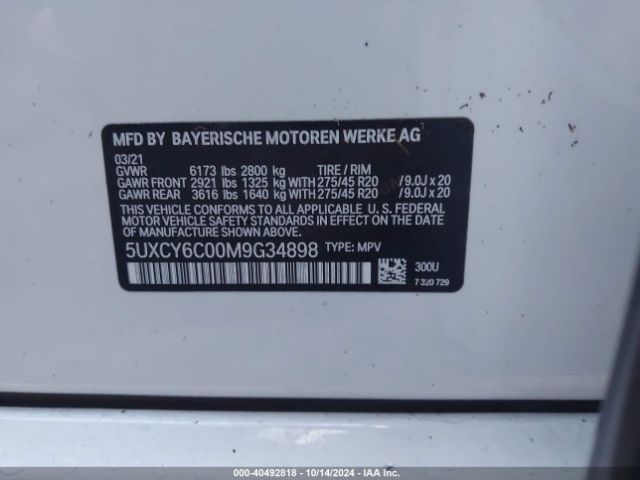 MFD BY BAYERISCHE MOTOREN WERKE AG
03/21
GVWR 6173 lbs 2800 kg TIRE / RIM
GAWR FRONT 2921 lbs 1325 kg WITH 275/45 R20 /9.0J x 20
GAWR REAR 3616 lbs 1640 kg WITH 275/45 R20 /9.0J x 20
THIS VEHICLE CONFORMS TO ALL APPLICABLE U. S. FEDERAL
MOTOR VEHICLE SAFETY STANDARDS IN EFFECT ON THE
DATE OF MANUFACTURE SHOWN ABOVE.
5UXCY6C00M9G34898 TYPE: MPV
300U
7 320 729
000-40492818 - 10/14/2024 - IAA Inc.